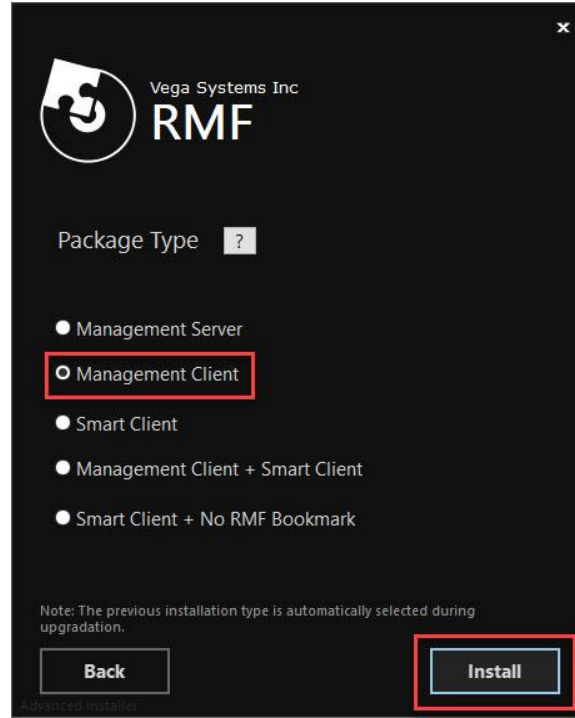 x
Vega Systems Inc
RMF
Package Type ?
Management Server
Management Client
Smart Client
Management Client + Smart Client
Smart Client + No RMF Bookmark
Note: The previous installation type is automatically selected during
upgradation.
Back Install
Advanced Installer